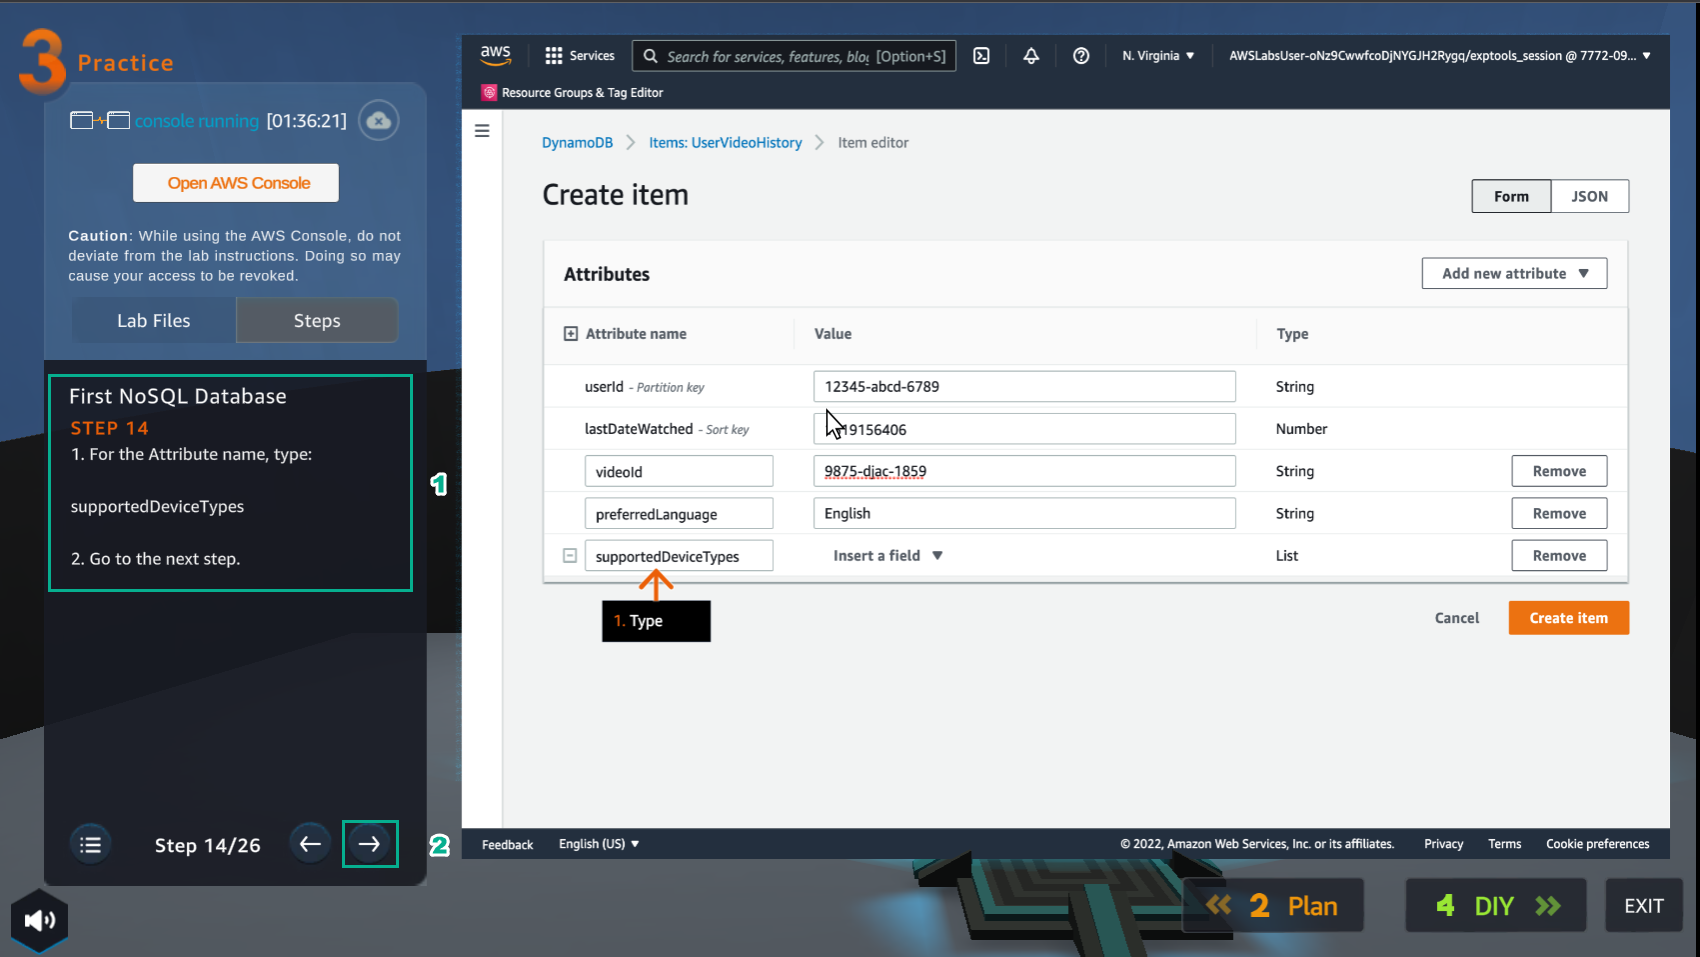 3 Practice
console running [01:36:21]
Open AWS Console
Caution: While using the AWS Console, do not
deviate from the lab instructions. Doing so may
cause your access to be revoked.
Lab Files
Steps
First NoSQL Database
STEP 14
1. For the Attribute name, type:
supportedDeviceTypes
2. Go to the next step.
1
Step 14/26
2
aws
Services
Search for services, features, blog [Option+S]
N. Virginia
AWSLabsUser-oNz9CwwfcoDjNYGJH2Rygq/exptools_session @ 7772-09...
Resource Groups & Tag Editor
DynamoDB
Items: UserVideoHistory
Item editor
Create item
Form
JSON
Attributes
Add new attribute
Attribute name
Value
Type
userId - Partition key
12345-abcd-6789
String
lastDateWatched - Sort key
19156406
Number
videoId
9875-djac-1859
String
Remove
preferredLanguage
English
String
Remove
supportedDeviceTypes
Insert a field
List
Remove
1. Type
Cancel
Create item
Feedback
English (US)
© 2022, Amazon Web Services, Inc. or its affiliates.
Privacy
Terms
Cookie preferences
2 Plan
4 DIY
EXIT